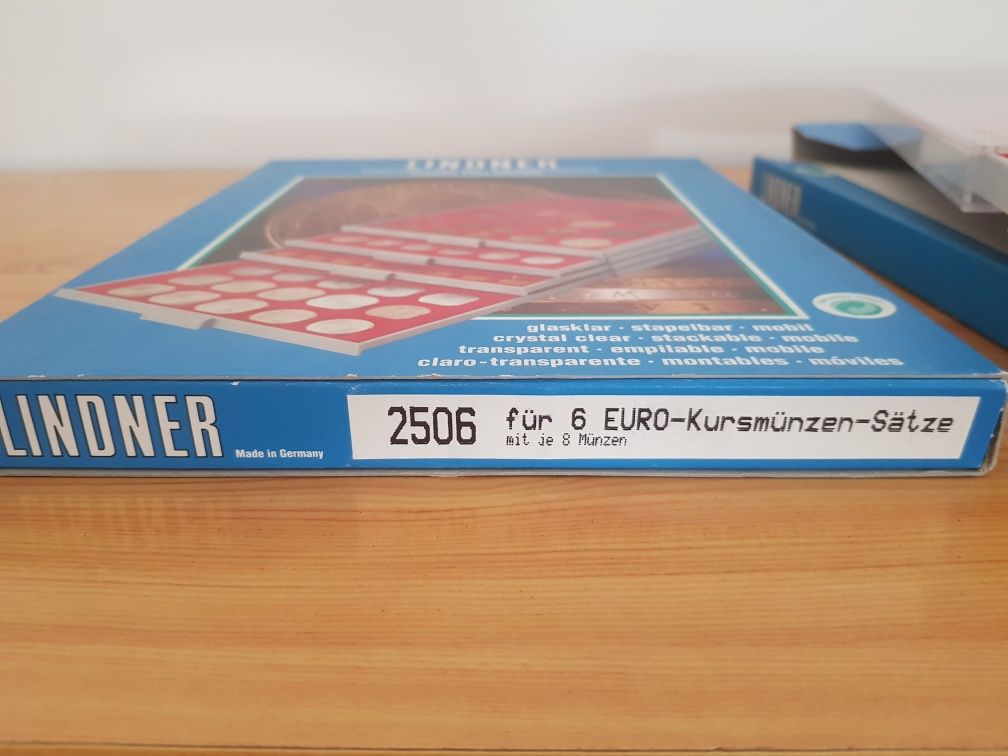 LINDNER
glasklar · stapelbar · mobil
crystal clear · stackable · mobile
transparent · empilable · mobile
claro-transparente · montables · móviles
LINDNER
Made in Germany
2506 für 6 EURO-Kursmünzen-Sätze
mit je 8 Münzen
LINDNER